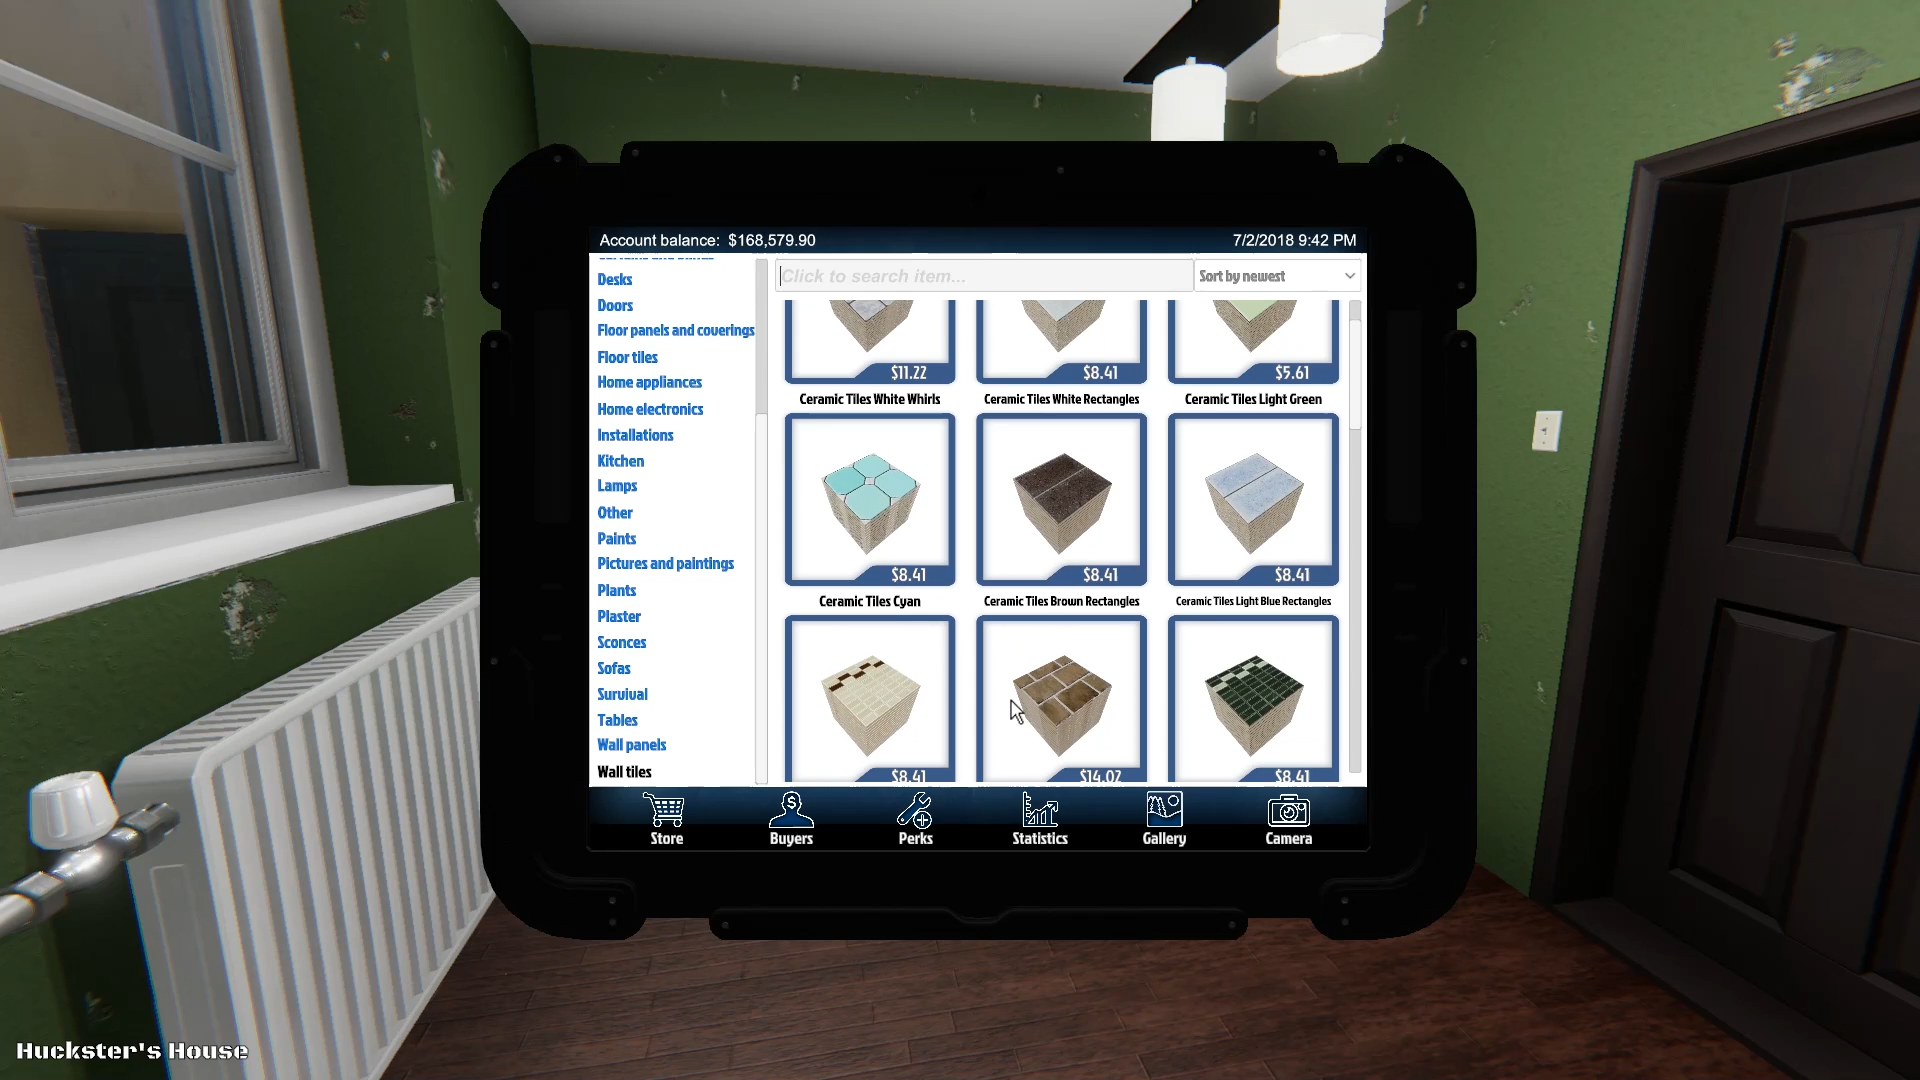 Account balance: $168,579.90
7/2/2018 9:42 PM
Desks
Doors
Floor panels and coverings
Floor tiles
Home appliances
Home electronics
Installations
Kitchen
Lamps
Other
Paints
Pictures and paintings
Plants
Plaster
Sconces
Sofas
Survival
Tables
Wall panels
Wall tiles
Click to search item...
Sort by newest
$11.22
$8.41
$5.61
Ceramic Tiles White Whirls
Ceramic Tiles White Rectangles
Ceramic Tiles Light Green
$8.41
$8.41
$8.41
Ceramic Tiles Cyan
Ceramic Tiles Brown Rectangles
Ceramic Tiles Light Blue Rectangles
$8.41
$14.02
$8.41
Store
Buyers
Perks
Statistics
Gallery
Camera
Huckster's House